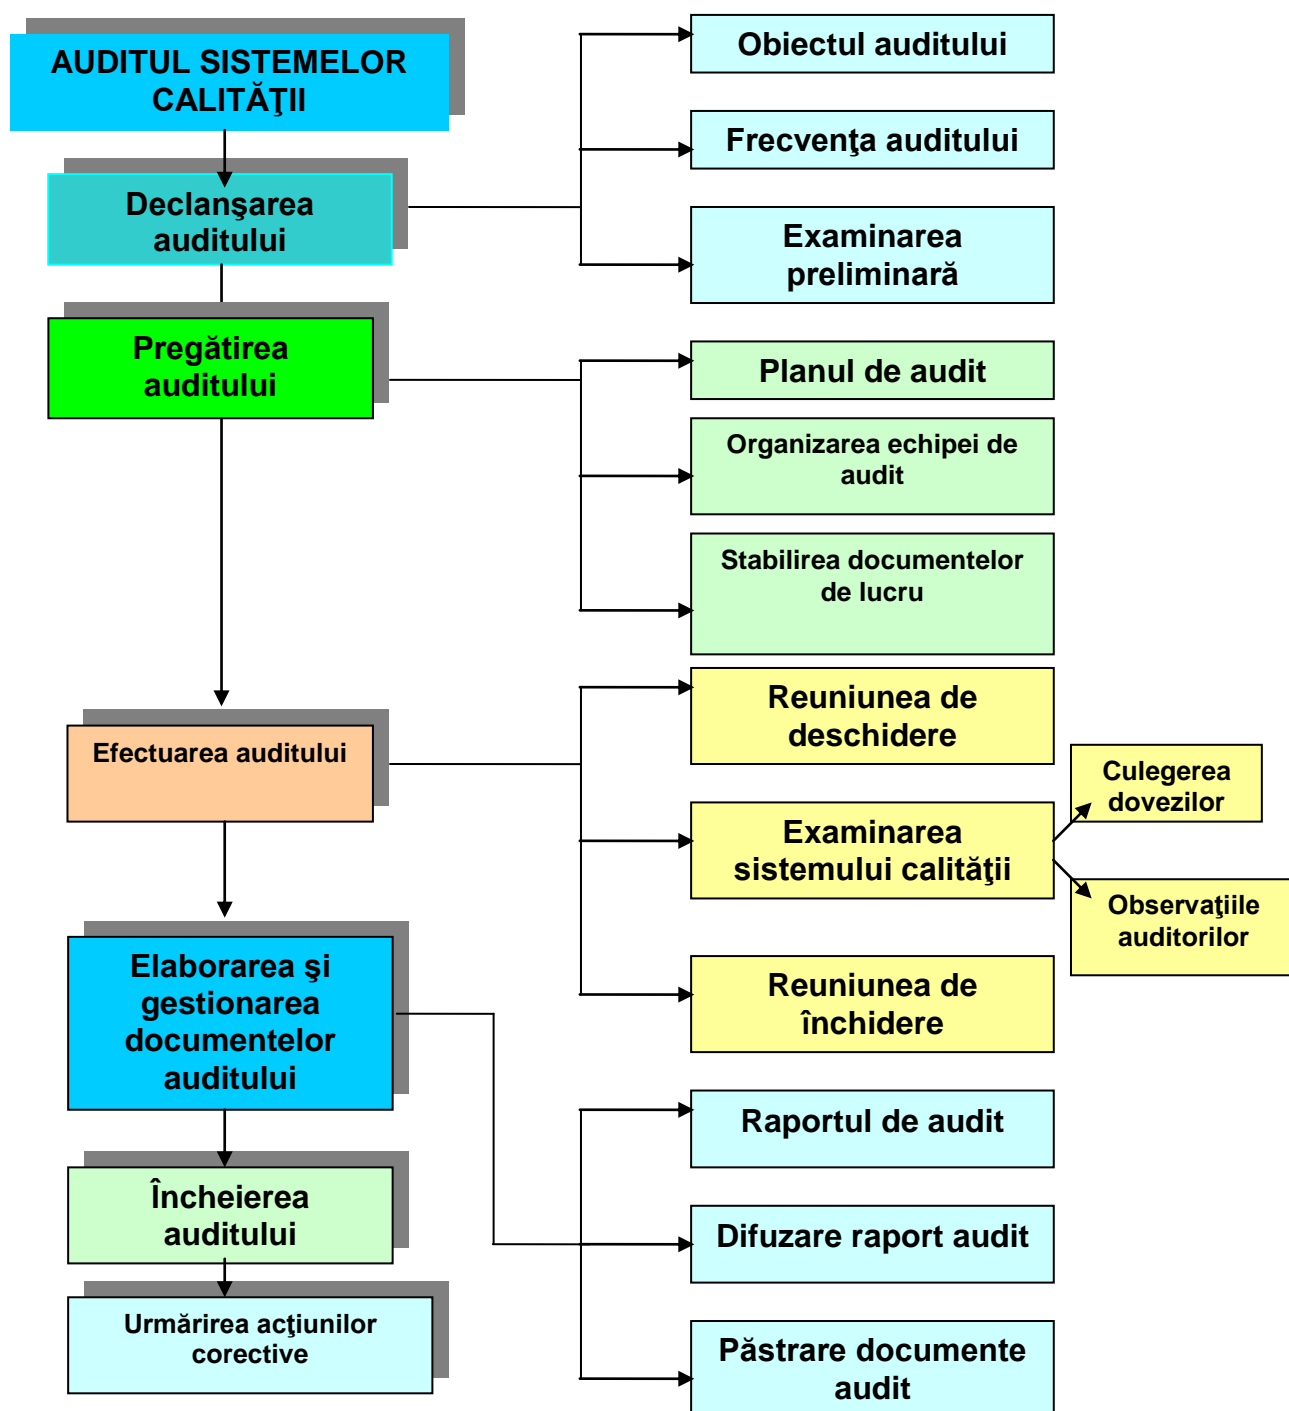 AUDITUL SISTEMELOR
CALITĂŢII
Declanşarea
auditului
Obiectul auditului
Frecvenţa auditului
Examinarea
preliminară
Pregătirea
auditului
Planul de audit
Organizarea echipei de
audit
Stabilirea documentelor
de lucru
Efectuarea auditului
Reuniunea de
deschidere
Examinarea
sistemului calităţii
Culegerea
dovezilor
Observaţiile
auditorilor
Reuniunea de
închidere
Elaborarea şi
gestionarea
documentelor
auditului
Raportul de audit
Difuzare raport audit
Păstrare documente
audit
Încheierea
auditului
Urmărirea acţiunilor
corective